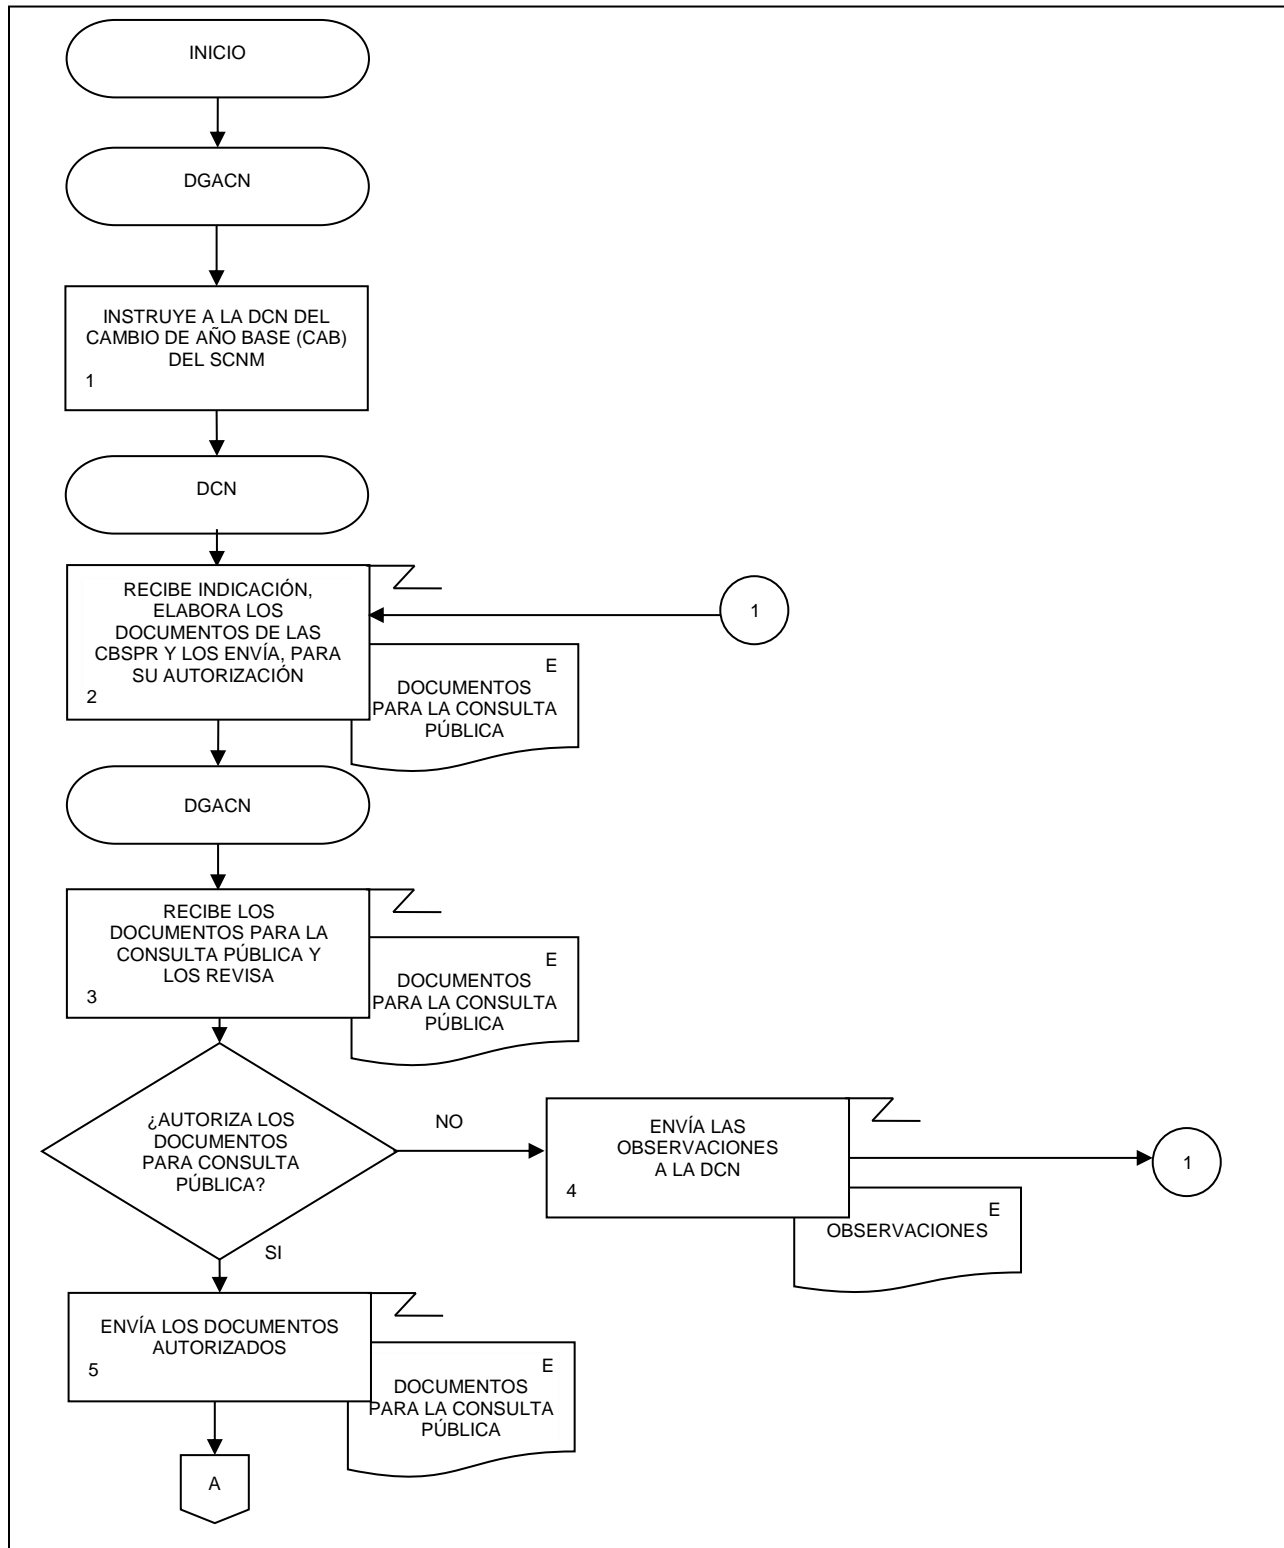 INICIO
DGACN
INSTRUYE A LA DCN DEL
CAMBIO DE AÑO BASE (CAB)
DEL SCNM
1
DCN
RECIBE INDICACIÓN,
ELABORA LOS
DOCUMENTOS DE LAS
CBSPR Y LOS ENVÍA, PARA
SU AUTORIZACIÓN
2
1
E
DOCUMENTOS
PARA LA CONSULTA
PÚBLICA
DGACN
RECIBE LOS
DOCUMENTOS PARA LA
CONSULTA PÚBLICA Y
LOS REVISA
3
E
DOCUMENTOS
PARA LA CONSULTA
PÚBLICA
¿AUTORIZA LOS
DOCUMENTOS
PARA CONSULTA
PÚBLICA?
NO
ENVÍA LAS
OBSERVACIONES
A LA DCN
4
1
E
OBSERVACIONES
SI
ENVÍA LOS DOCUMENTOS
AUTORIZADOS
5
E
DOCUMENTOS
PARA LA CONSULTA
PÚBLICA
A